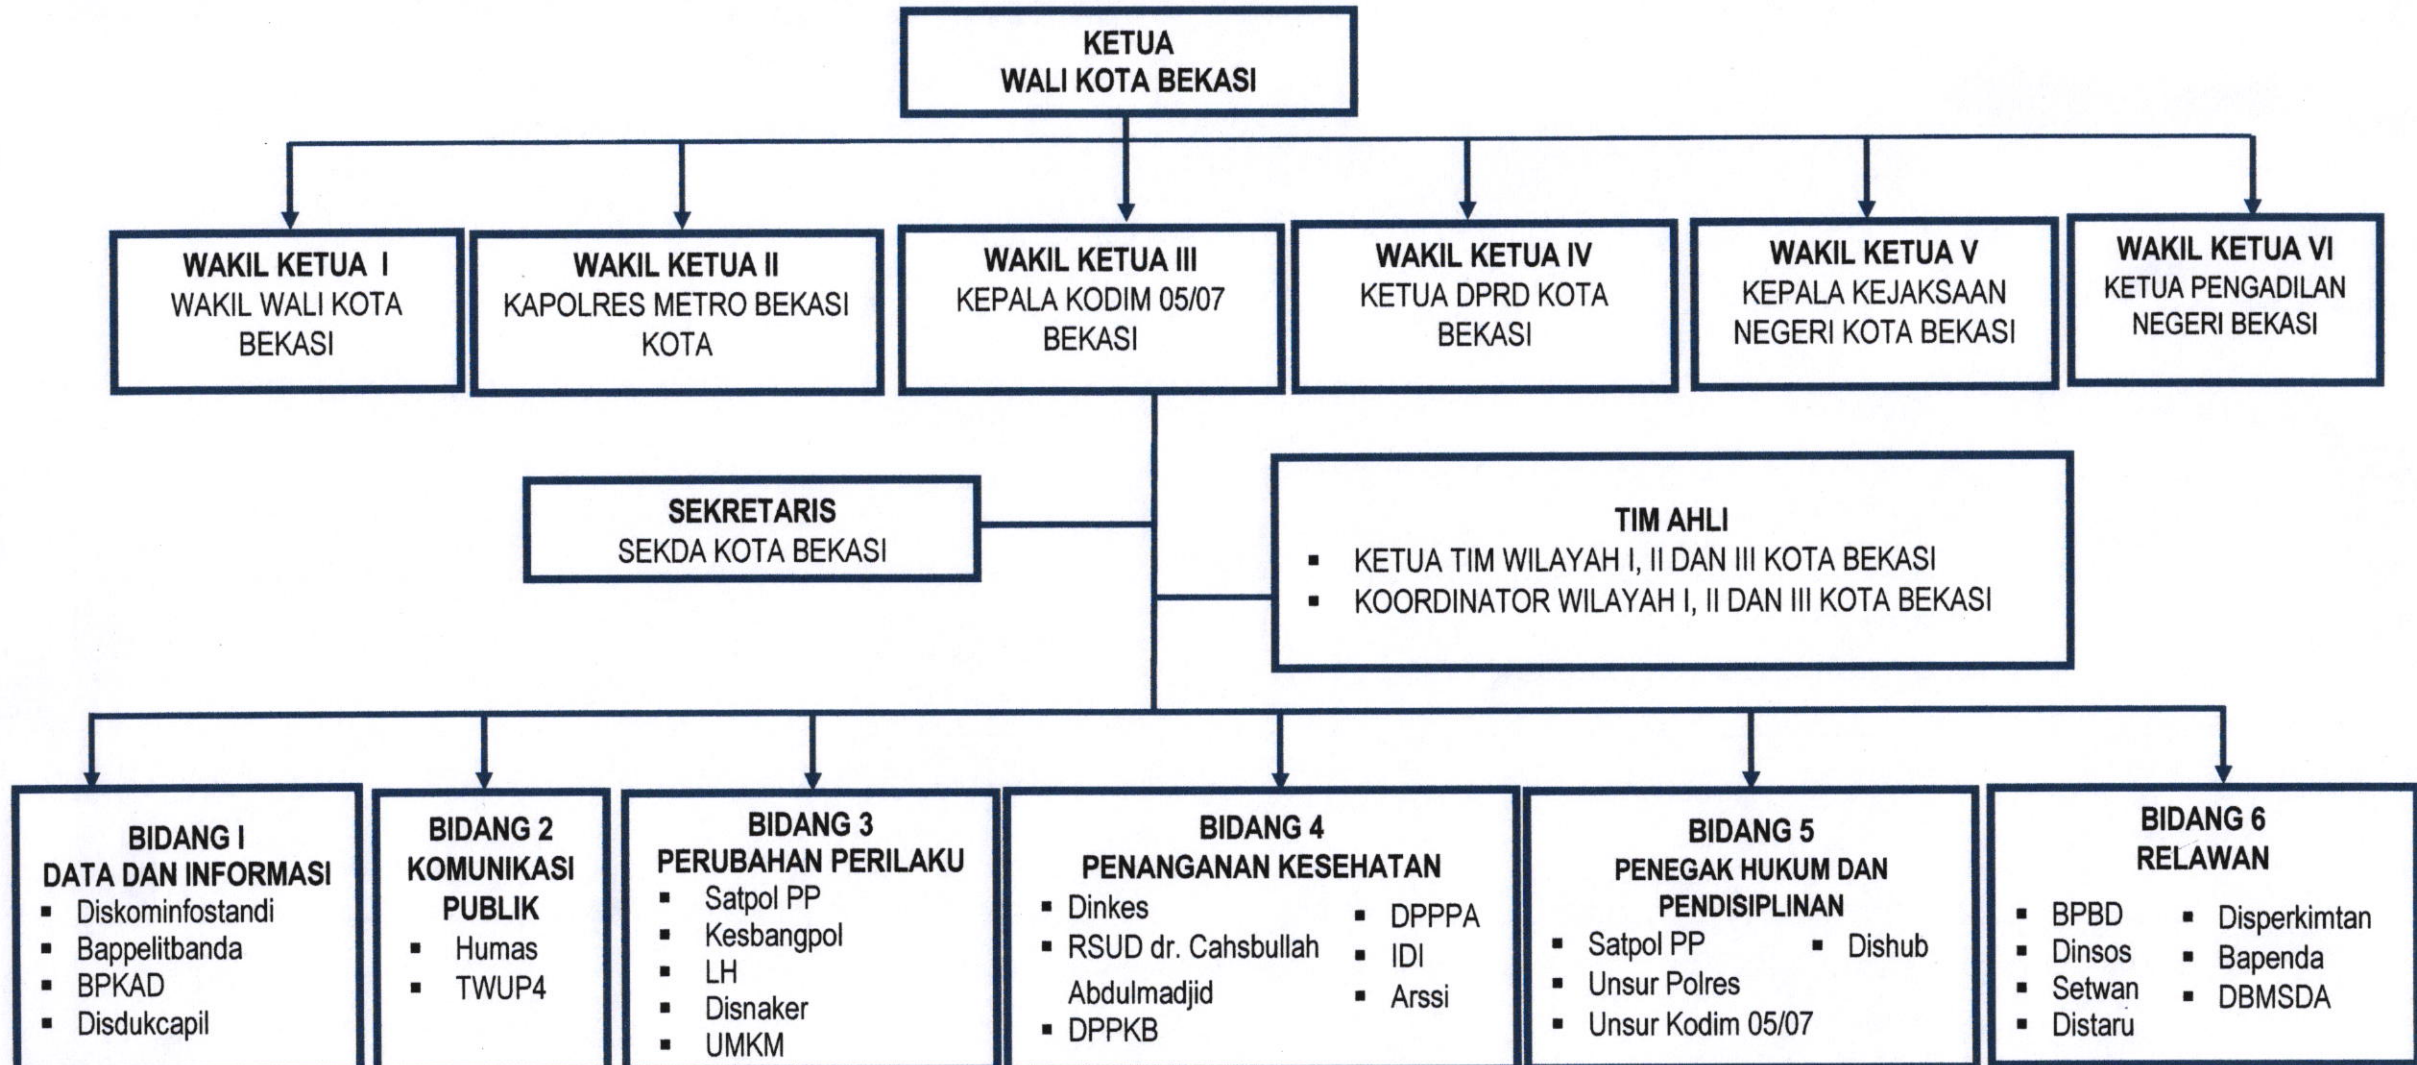 KETUA
WALI KOTA BEKASI
WAKIL KETUA I
WAKIL WALI KOTA
BEKASI
WAKIL KETUA II
KAPOLRES METRO BEKASI
KOTA
WAKIL KETUA III
KEPALA KODIM 05/07
BEKASI
WAKIL KETUA IV
KETUA DPRD KOTA
BEKASI
WAKIL KETUA V
KEPALA KEJAKSAAN
NEGERI KOTA BEKASI
WAKIL KETUA VI
KETUA PENGADILAN
NEGERI BEKASI
SEKRETARIS
SEKDA KOTA BEKASI
TIM AHLI
▪ KETUA TIM WILAYAH I, II DAN III KOTA BEKASI
▪ KOORDINATOR WILAYAH I, II DAN III KOTA BEKASI
BIDANG I
DATA DAN INFORMASI
▪ Diskominfostandi
▪ Bappelitbanda
▪ BPKAD
▪ Disdukcapil
BIDANG 2
KOMUNIKASI
PUBLIK
▪ Humas
▪ TWUP4
BIDANG 3
PERUBAHAN PERILAKU
▪ Satpol PP
▪ Kesbangpol
▪ LH
▪ Disnaker
▪ UMKM
BIDANG 4
PENANGANAN KESEHATAN
▪ Dinkes
▪ RSUD dr. Cahsbullah
Abdulmadjid
▪ DPPKB
▪ DPPPA
▪ IDI
▪ Arssi
BIDANG 5
PENEGAK HUKUM DAN
PENDISIPLINAN
▪ Satpol PP
▪ Unsur Polres
▪ Unsur Kodim 05/07
▪ Dishub
BIDANG 6
RELAWAN
▪ BPBD
▪ Dinsos
▪ Setwan
▪ Distaru
▪ Disperkimtan
▪ Bapenda
▪ DBMSDA